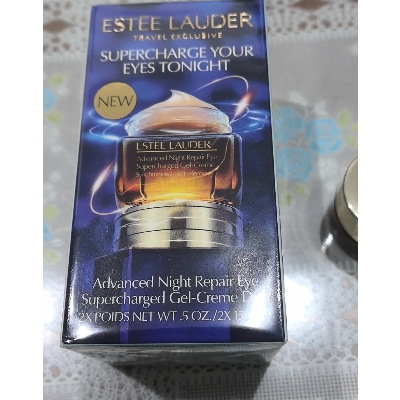 ESTEE LAUDER
TRAVEL EXCLUSIVE
SUPERCHARGE YOUR
EYES TONIGHT
NEW
ESTEE LAUDER
Advanced Night Repair Eye
Supercharged Gel-Creme
Advanced Night Repair Eye
Supercharged Gel-Creme
2X POIDS NET WT .5 OZ./2X